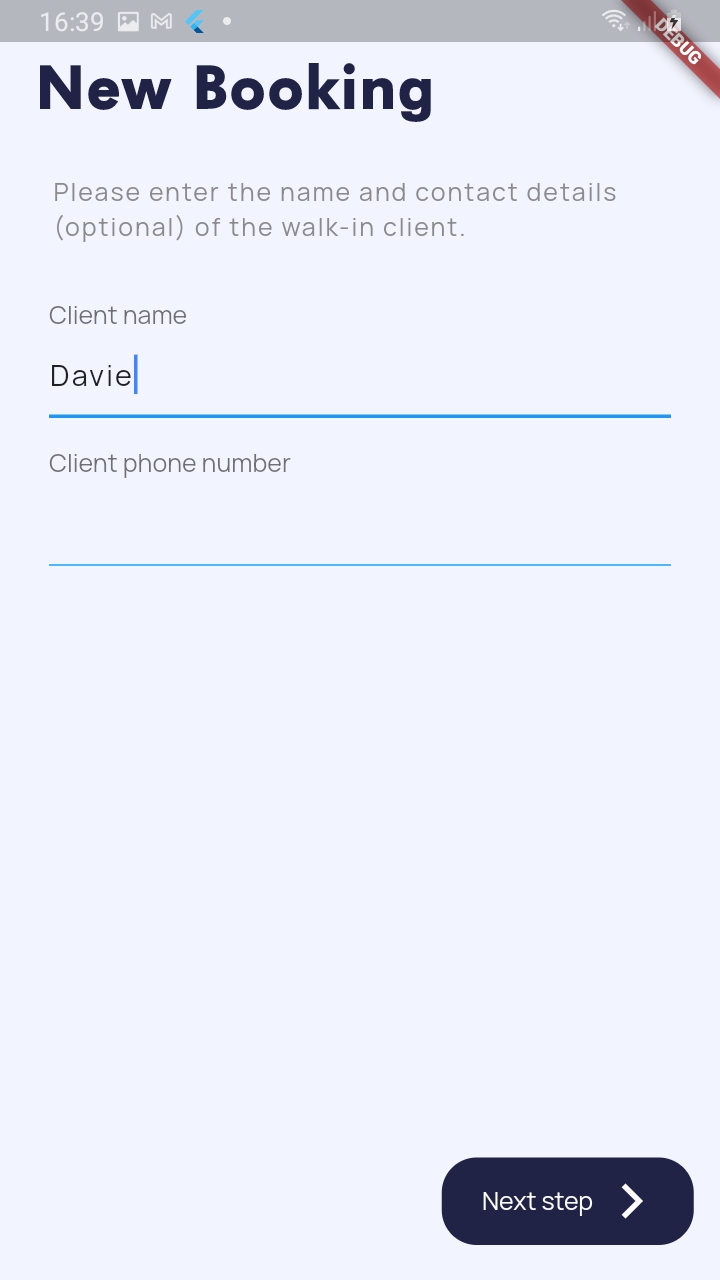 16:39
DEBUG
New Booking
Please enter the name and contact details
(optional) of the walk-in client.
Client name
Davie
Client phone number
Next step